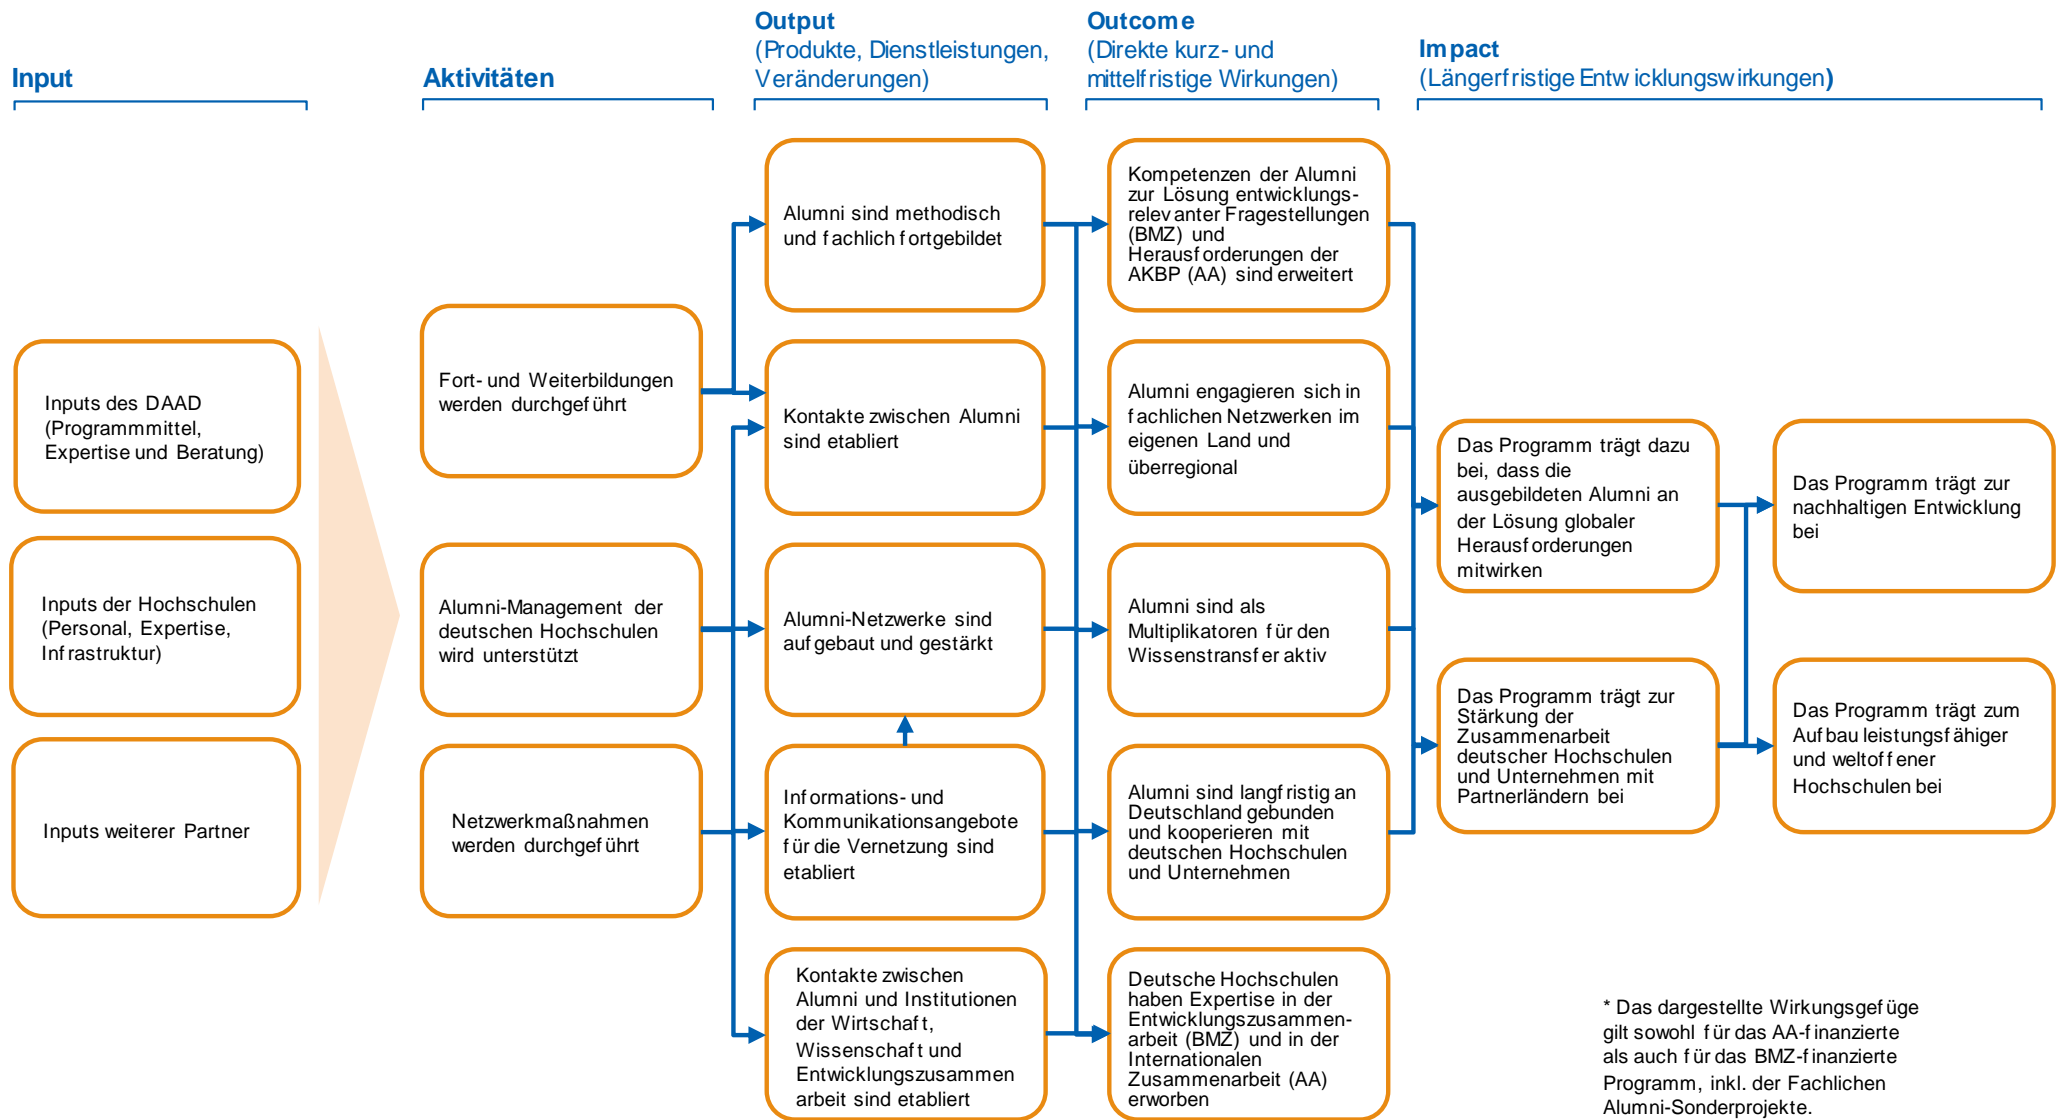 Input
Aktivitäten
Output
(Produkte, Dienstleistungen,
Veränderungen)
Outcome
(Direkte kurz- und
mittelfristige Wirkungen)
Impact
(Längerfristige Entwicklungswirkungen)
Inputs des DAAD
(Programmmittel,
Expertise und Beratung)
Inputs der Hochschulen
(Personal, Expertise,
Infrastruktur)
Inputs weiterer Partner
Fort- und Weiterbildungen
werden durchgeführt
Alumni-Management der
deutschen Hochschulen
wird unterstützt
Netzwerkmaßnahmen
werden durchgeführt
Alumni sind methodisch
und fachlich fortgebildet
Kontakte zwischen Alumni
sind etabliert
Alumni-Netzwerke sind
aufgebaut und gestärkt
Informations- und
Kommunikationsangebote
für die Vernetzung sind
etabliert
Kontakte zwischen
Alumni und Institutionen
der Wirtschaft,
Wissenschaft und
Entwicklungszusammen
arbeit sind etabliert
Kompetenzen der Alumni
zur Lösung entwicklungs-
relevanter Fragestellungen
(BMZ) und
Herausforderungen der
AKBP (AA) sind erweitert
Alumni engagieren sich in
fachlichen Netzwerken im
eigenen Land und
überregional
Alumni sind als
Multiplikatoren für den
Wissenstransfer aktiv
Alumni sind langfristig an
Deutschland gebunden
und kooperieren mit
deutschen Hochschulen
und Unternehmen
Deutsche Hochschulen
haben Expertise in der
Entwicklungszusammen-
arbeit (BMZ) und in der
Internationalen
Zusammenarbeit (AA)
erworben
Das Programm trägt dazu
bei, dass die
ausgebildeten Alumni an
der Lösung globaler
Herausforderungen
mitwirken
Das Programm trägt zur
Stärkung der
Zusammenarbeit
deutscher Hochschulen
und Unternehmen mit
Partnerländern bei
Das Programm trägt zur
nachhaltigen Entwicklung
bei
Das Programm trägt zum
Aufbau leistungsfähiger
und weltoffener
Hochschulen bei
* Das dargestellte Wirkungsgefüge
gilt sowohl für das AA-finanzierte
als auch für das BMZ-finanzierte
Programm, inkl. der Fachlichen
Alumni-Sonderprojekte.